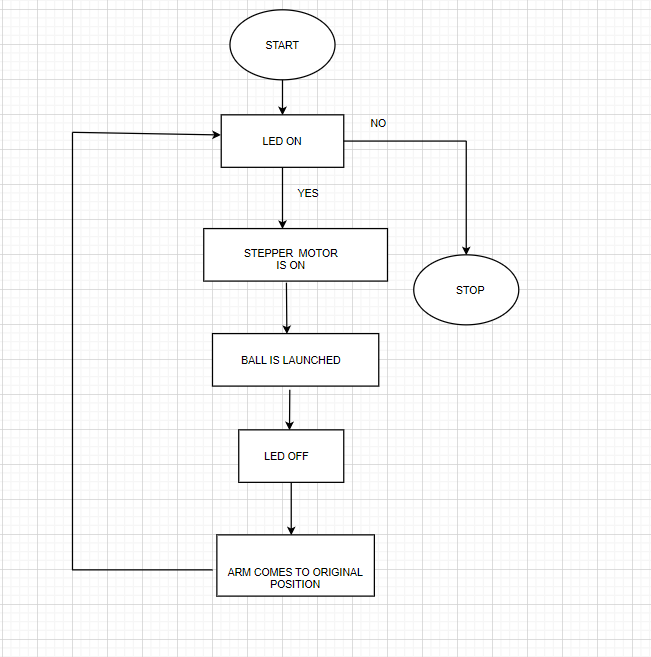 START
LED ON
NO
YES
STEPPER MOTOR
IS ON
STOP
BALL IS LAUNCHED
LED OFF
ARM COMES TO ORIGINAL
POSITION